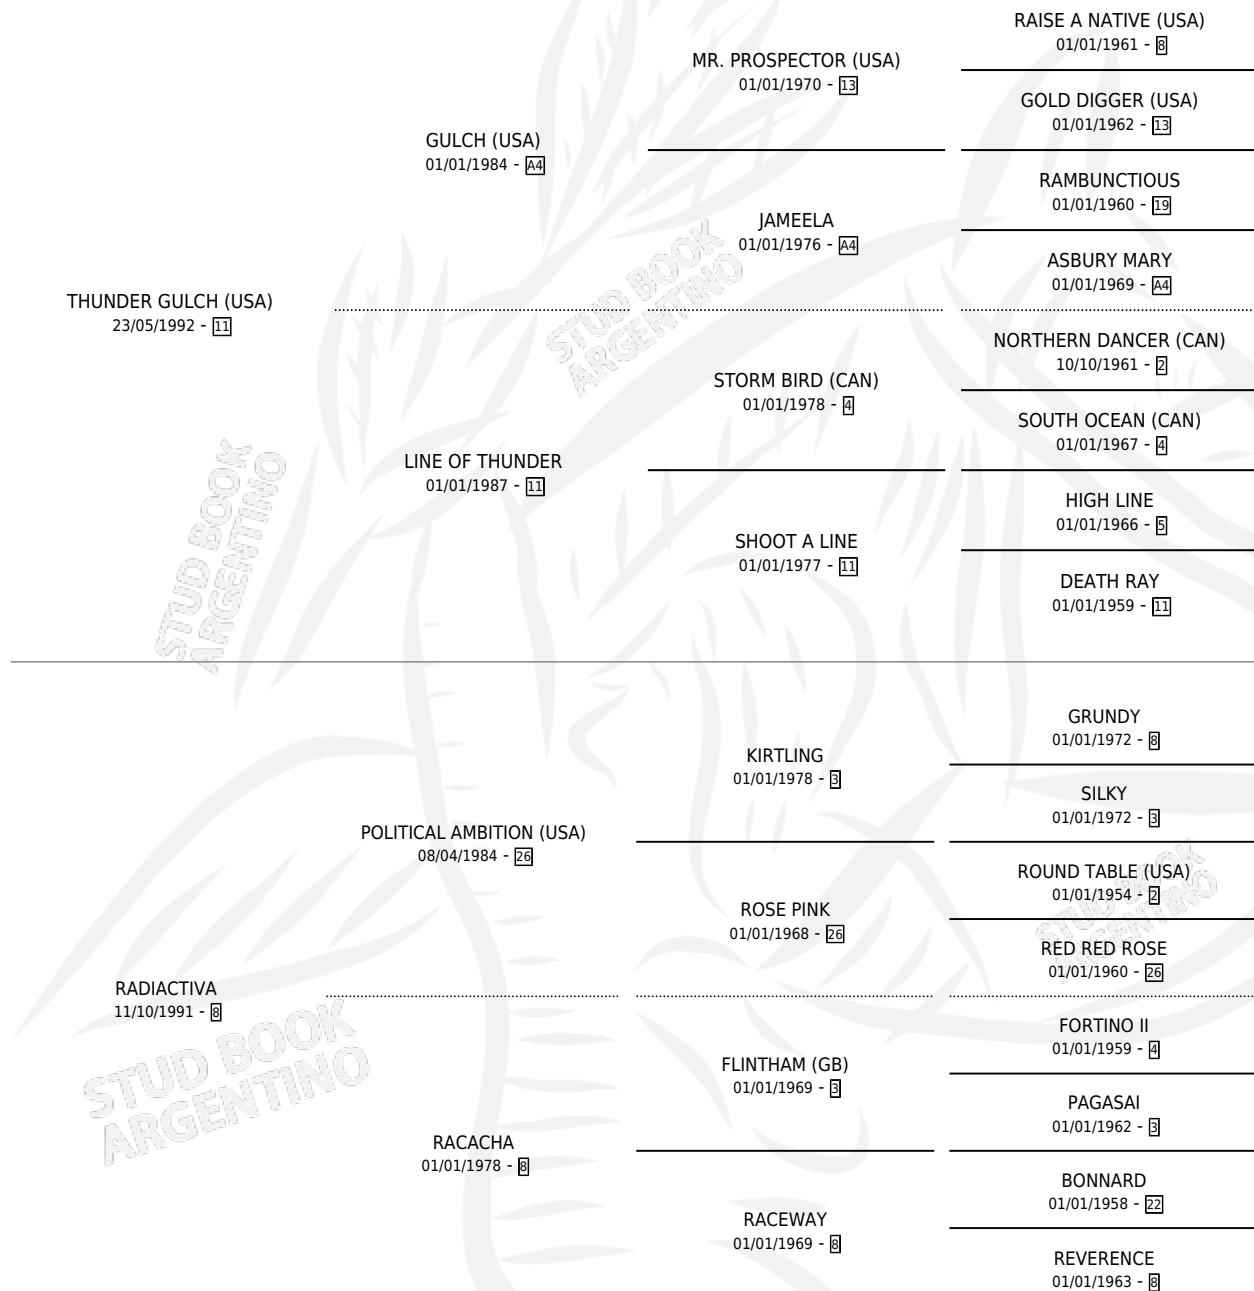 RAISE A NATIVE (USA)
01/01/1961 - 8
MR. PROSPECTOR (USA)
01/01/1970 - 13
GOLD DIGGER (USA)
01/01/1962 - 13
GULCH (USA)
01/01/1984 - A4
RAMBUNCTIOUS
01/01/1960 - 19
JAMEELA
01/01/1976 - A4
ASBURY MARY
01/01/1969 - A4
THUNDER GULCH (USA)
23/05/1992 - 11
NORTHERN DANCER (CAN)
10/10/1961 - 2
STORM BIRD (CAN)
01/01/1978 - 4
SOUTH OCEAN (CAN)
01/01/1967 - 4
LINE OF THUNDER
01/01/1987 - 11
HIGH LINE
01/01/1966 - 5
SHOOT A LINE
01/01/1977 - 11
DEATH RAY
01/01/1959 - 11
GRUNDY
01/01/1972 - 8
KIRTLING
01/01/1978 - 3
SILKY
01/01/1972 - 3
POLITICAL AMBITION (USA)
08/04/1984 - 26
ROUND TABLE (USA)
01/01/1954 - 2
ROSE PINK
01/01/1968 - 26
RED RED ROSE
01/01/1960 - 26
RADIACTIVA
11/10/1991 - 8
FORTINO II
01/01/1959 - 4
FLINTHAM (GB)
01/01/1969 - 3
PAGASAI
01/01/1962 - 3
RACACHA
01/01/1978 - 8
BONNARD
01/01/1958 - 22
RACEWAY
01/01/1969 - 8
REVERENCE
01/01/1963 - 8
STUD BOOK
ARGENTINO
STUD BOOK
ARGENTINO
STUD BOOK
ARGENTINO
STUD BOOK
ARGENTINO